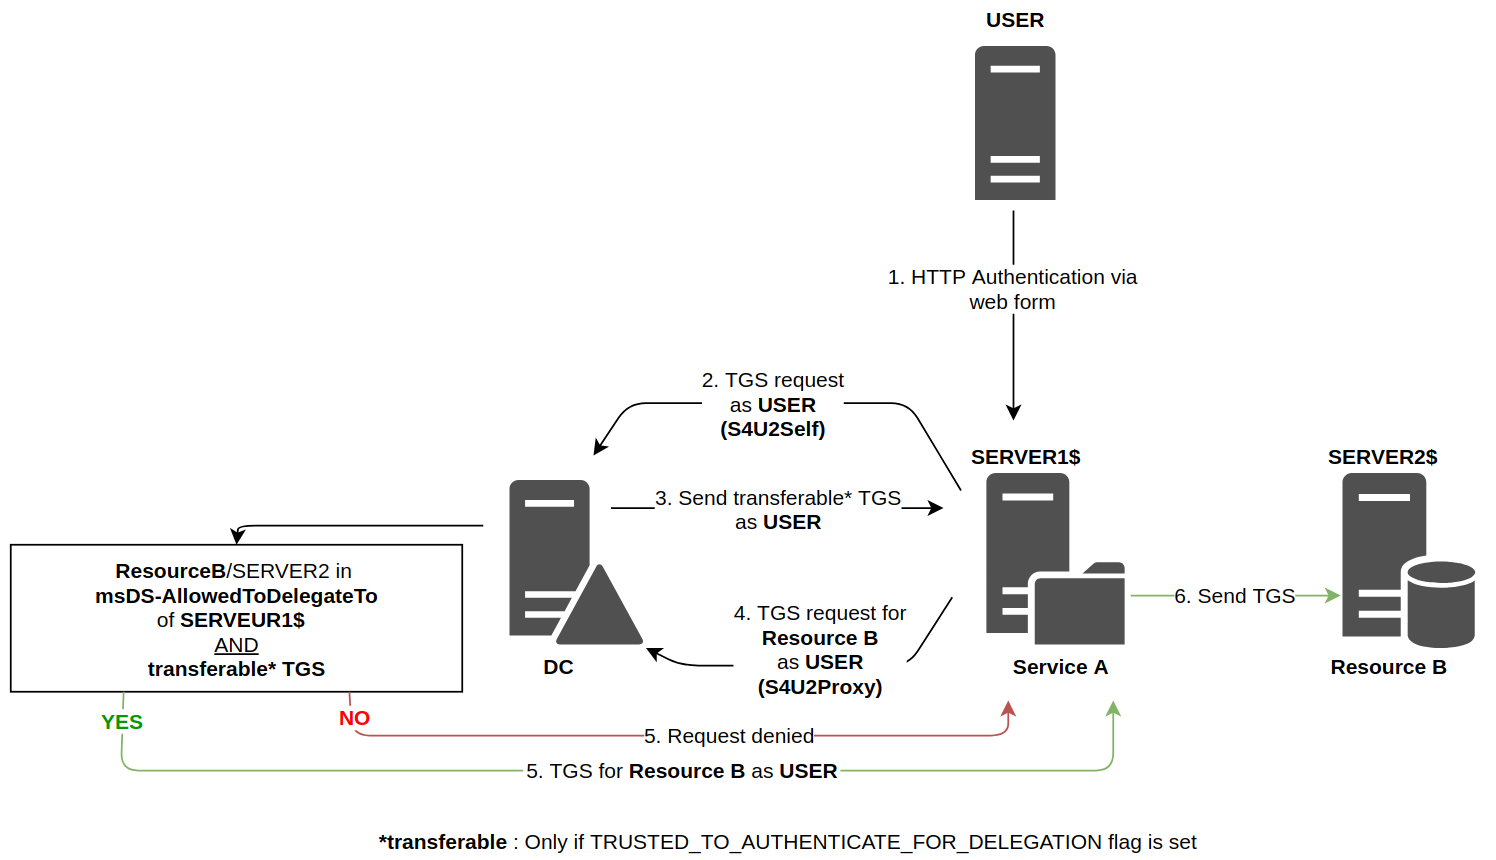 USER
1. HTTP Authentication via
web form
2. TGS request
as USER
(S4U2Self)
SERVER1$
SERVER2$
3. Send transferable* TGS
as USER
ResourceB/SERVER2 in
msDS-AllowedToDelegateTo
of SERVEUR1$
AND
transferable* TGS
4. TGS request for
Resource B
as USER
(S4U2Proxy)
6. Send TGS
DC
Service A
Resource B
YES
NO
5. Request denied
5. TGS for Resource B as USER
*transferable : Only if TRUSTED_TO_AUTHENTICATE_FOR_DELEGATION flag is set